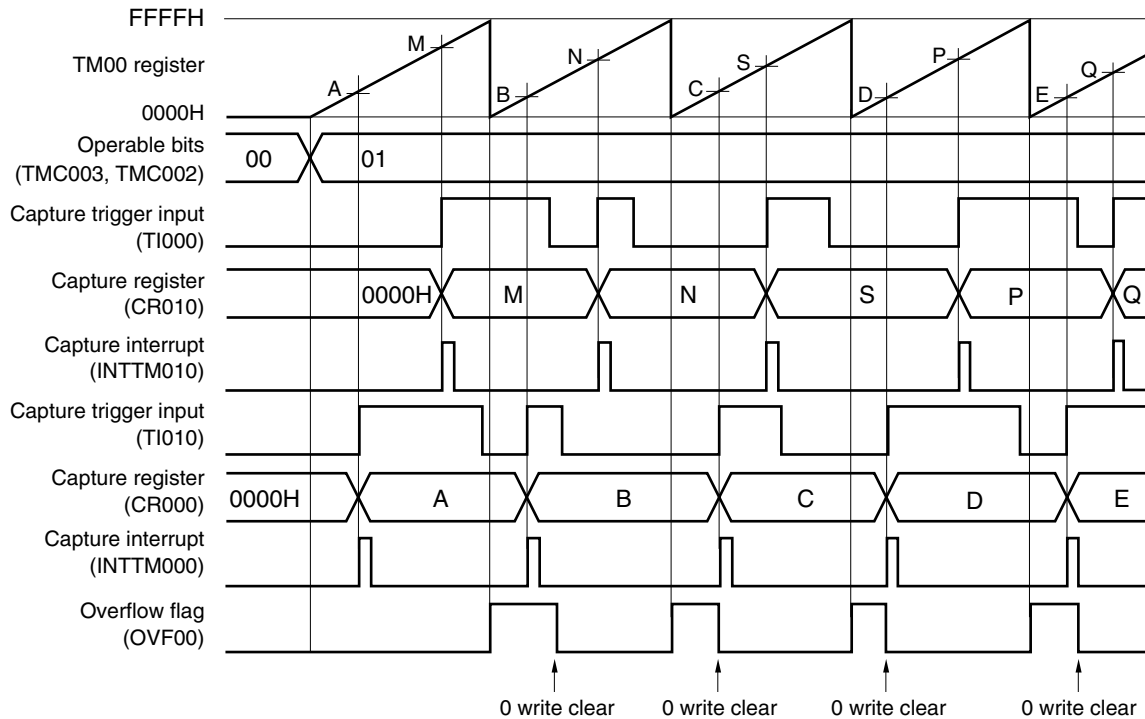 FFFFH
TM00 register
0000H
A M B N C S D P E Q
Operable bits
(TMC003, TMC002)
00 01
Capture trigger input
(TI000)
Capture register
(CR010)
0000H M N S P Q
Capture interrupt
(INTTM010)
Capture trigger input
(TI010)
Capture register
(CR000)
0000H A B C D E
Capture interrupt
(INTTM000)
Overflow flag
(OVF00)
0 write clear 0 write clear 0 write clear 0 write clear